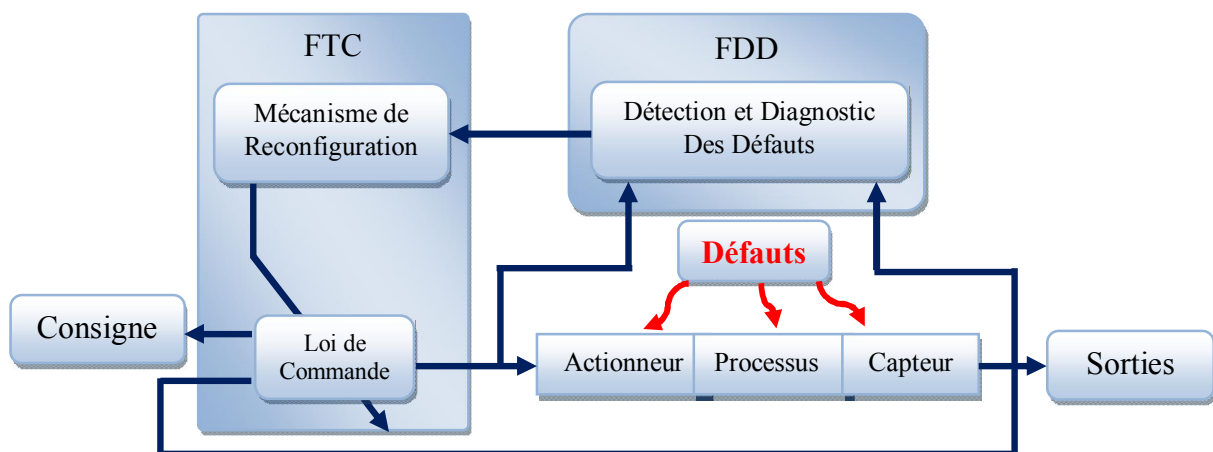 FTC
FDD
Mécanisme de
Reconfiguration
Détection et Diagnostic
Des Défauts
Défauts
Consigne
Loi de
Commande
Actionneur
Processus
Capteur
Sorties